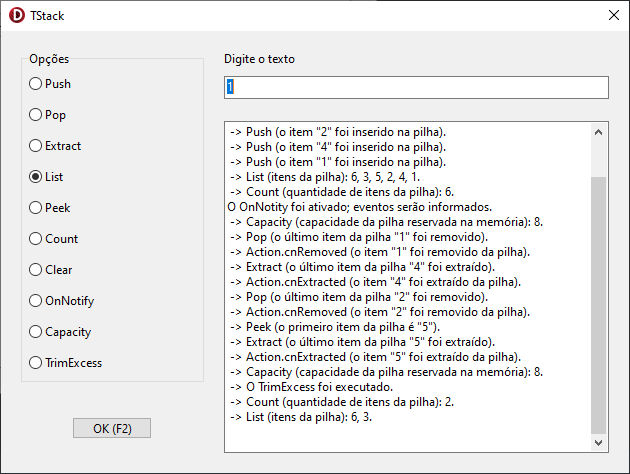 TStack
Opções
Push
Pop
Extract
List
Peek
Count
Clear
OnNotify
Capacity
TrimExcess
OK (F2)
Digite o texto
1
-> Push (o item "2" foi inserido na pilha).
-> Push (o item "4" foi inserido na pilha).
-> Push (o item "1" foi inserido na pilha).
-> List (itens da pilha): 6, 3, 5, 2, 4, 1.
-> Count (quantidade de itens da pilha): 6.
O OnNotity foi ativado; eventos serão informados.
-> Capacity (capacidade da pilha reservada na memória): 8.
-> Pop (o último item da pilha "1" foi removido).
-> Action.cnRemoved (o item "1" foi removido da pilha).
-> Extract (o último item da pilha "4" foi extraído).
-> Action.cnExtracted (o item "4" foi extraído da pilha).
-> Pop (o último item da pilha "2" foi removido).
-> Action.cnRemoved (o item "2" foi removido da pilha).
-> Peek (o primeiro item da pilha é "5").
-> Extract (o último item da pilha "5" foi extraído).
-> Action.cnExtracted (o item "5" foi extraído da pilha).
-> Capacity (capacidade da pilha reservada na memória): 8.
-> O TrimExcess foi executado.
-> Count (quantidade de itens da pilha): 2.
-> List (itens da pilha): 6, 3.